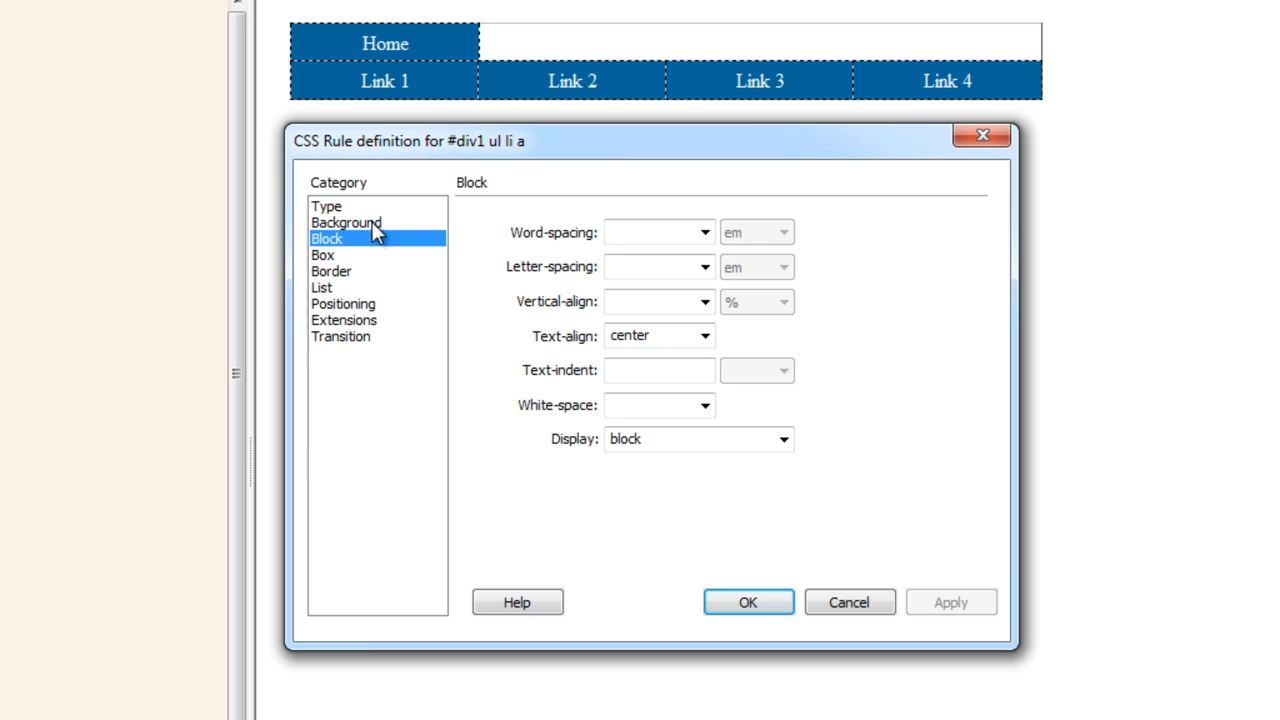 Home
Link 1 Link 2 Link 3 Link 4
CSS Rule definition for #div1 ul li a
Category
Type
Background
Block
Box
Border
List
Positioning
Extensions
Transition
Block
Word-spacing: em
Letter-spacing: em
Vertical-align: %
Text-align: center
Text-indent:
White-space:
Display: block
Help OK Cancel Apply